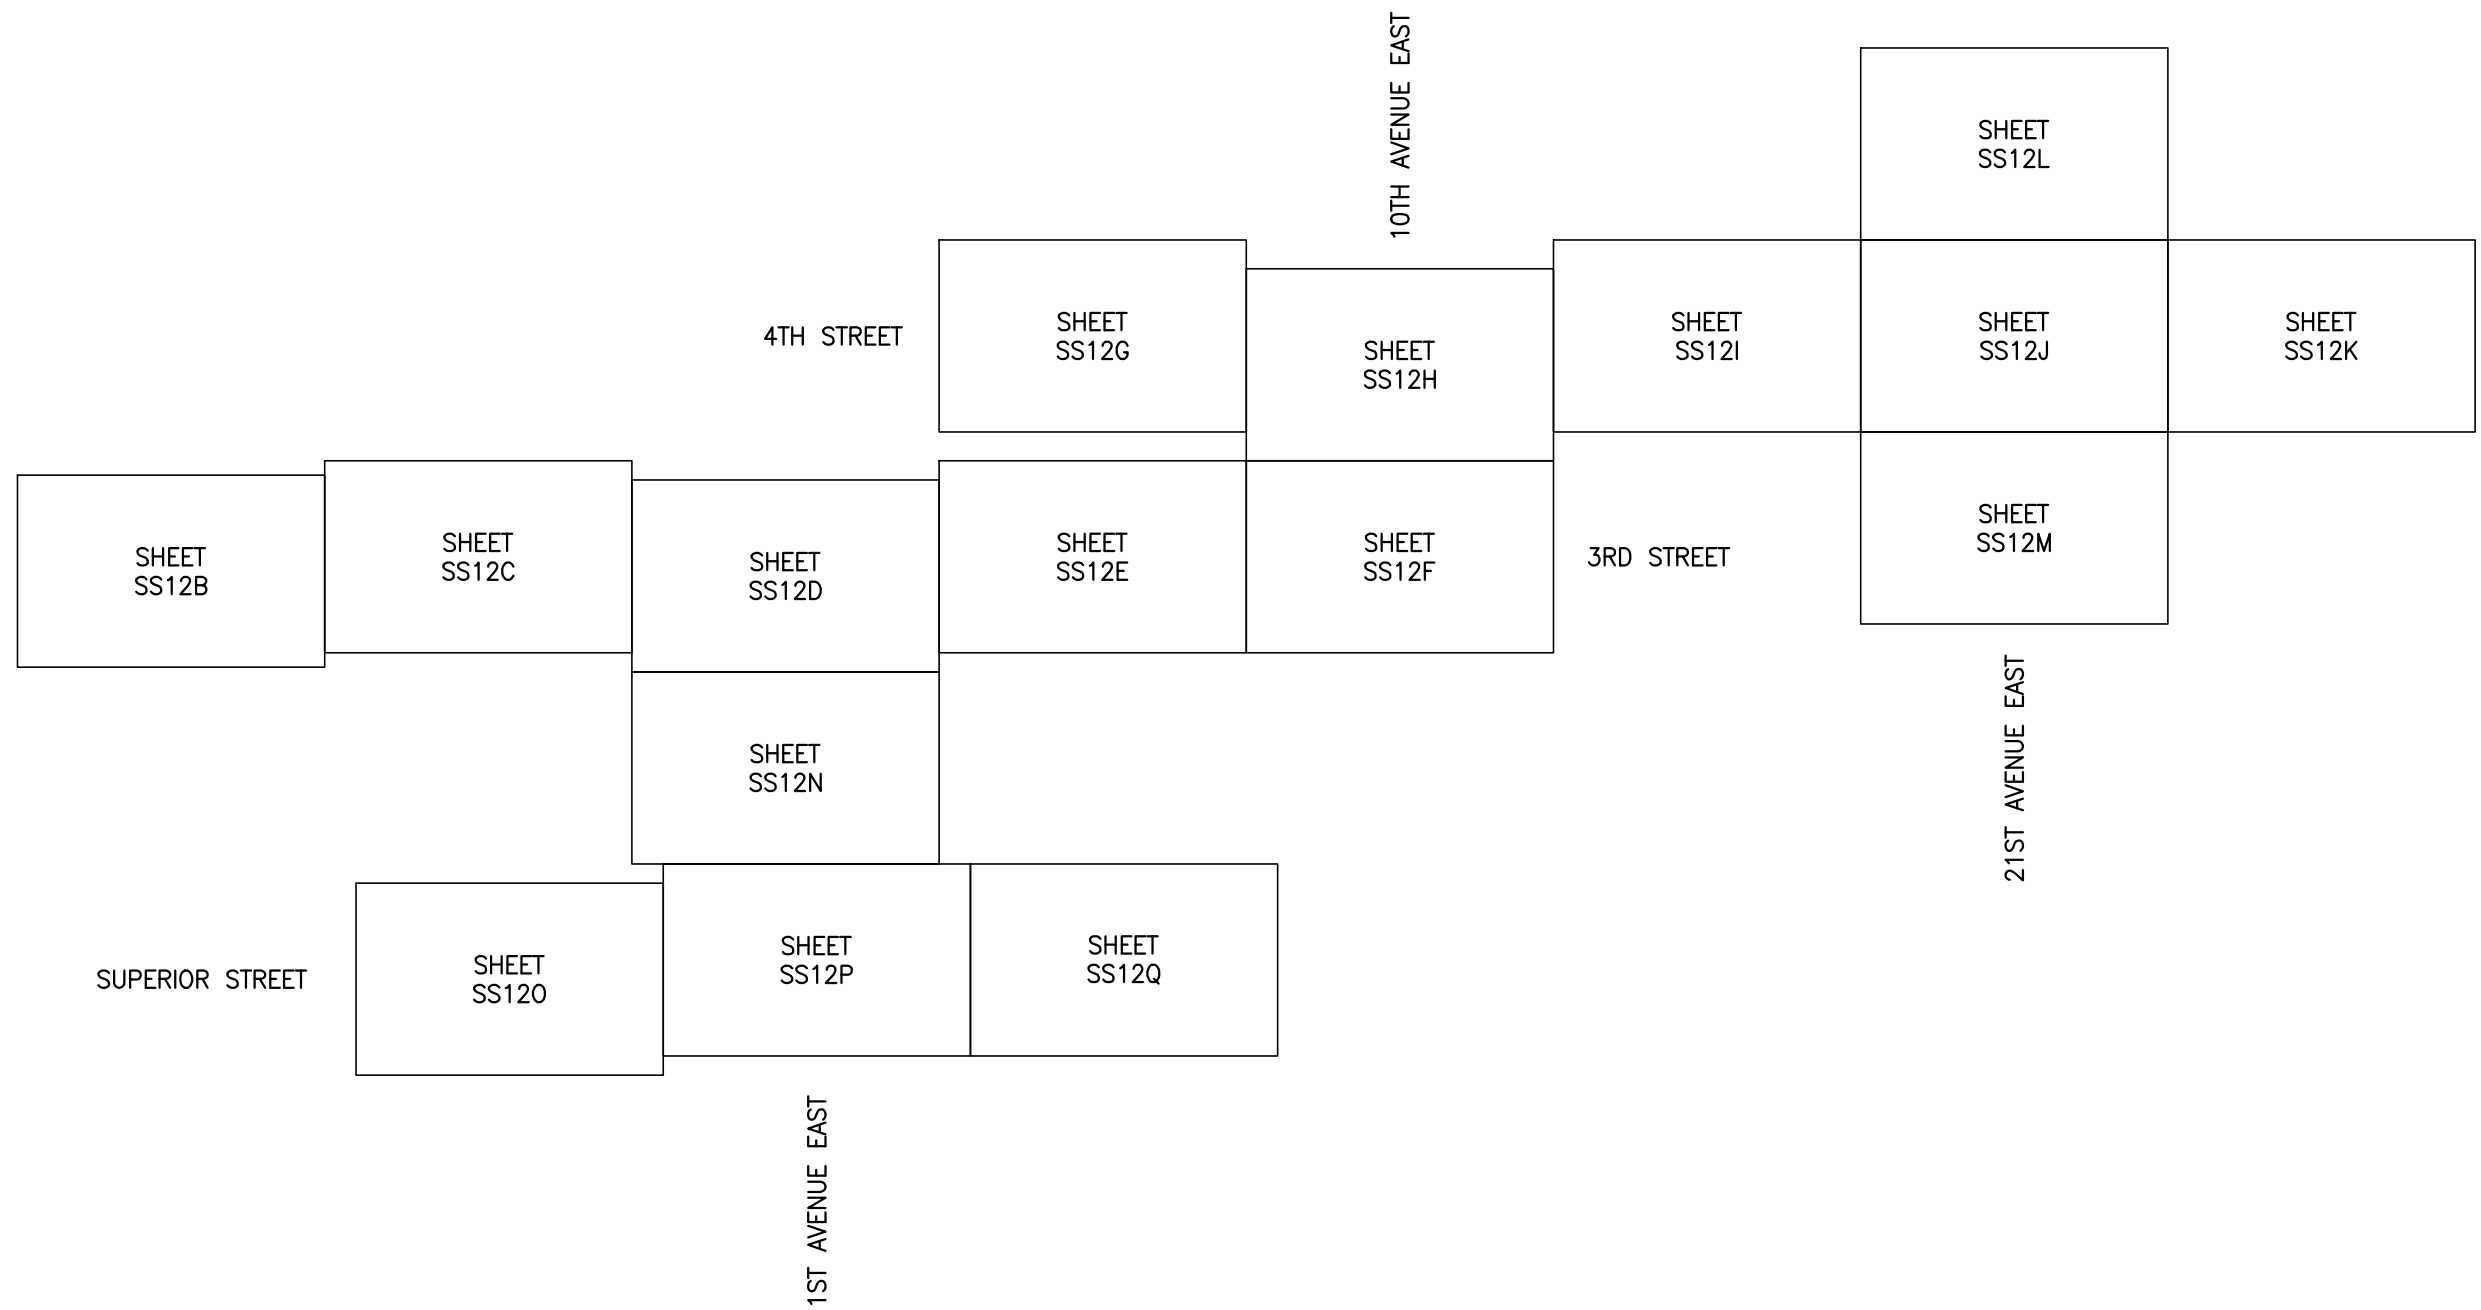 10TH AVENUE EAST
SHEET
SS12L
4TH STREET
SHEET
SS12G
SHEET
SS12H
SHEET
SS12I
SHEET
SS12J
SHEET
SS12K
SHEET
SS12B
SHEET
SS12C
SHEET
SS12D
SHEET
SS12E
SHEET
SS12F
3RD STREET
SHEET
SS12M
SHEET
SS12N
21ST AVENUE EAST
SUPERIOR STREET
SHEET
SS12O
SHEET
SS12P
SHEET
SS12Q
1ST AVENUE EAST